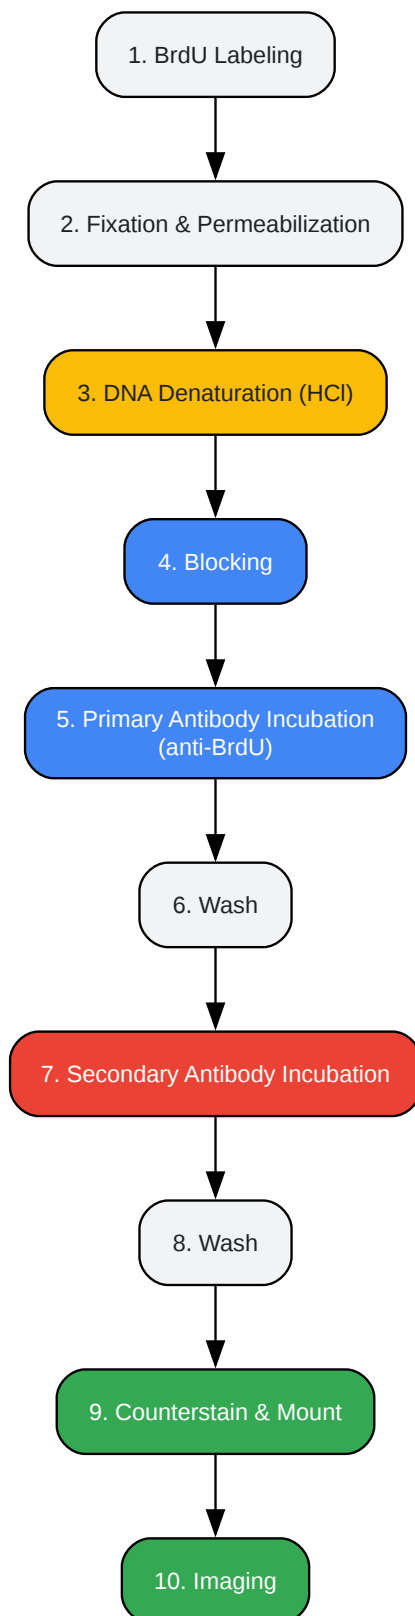 1. BrdU Labeling
2. Fixation & Permeabilization
3. DNA Denaturation (HCl)
4. Blocking
5. Primary Antibody Incubation
(anti-BrdU)
6. Wash
7. Secondary Antibody Incubation
8. Wash
9. Counterstain & Mount
10. Imaging